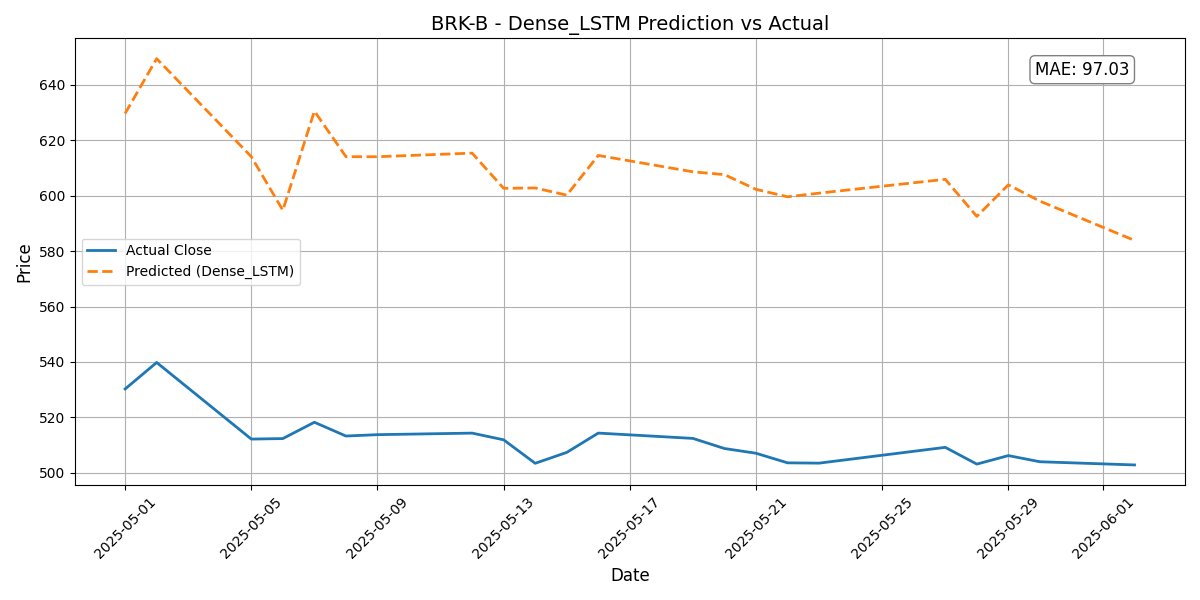 BRK-B - Dense_LSTM Prediction vs Actual
MAE: 97.03
Price
640
620
600
580
560
540
520
500
Actual Close
Predicted (Dense_LSTM)
2025-05-01
2025-05-05
2025-05-09
2025-05-13
2025-05-17
2025-05-21
2025-05-25
2025-05-29
2025-06-01
Date